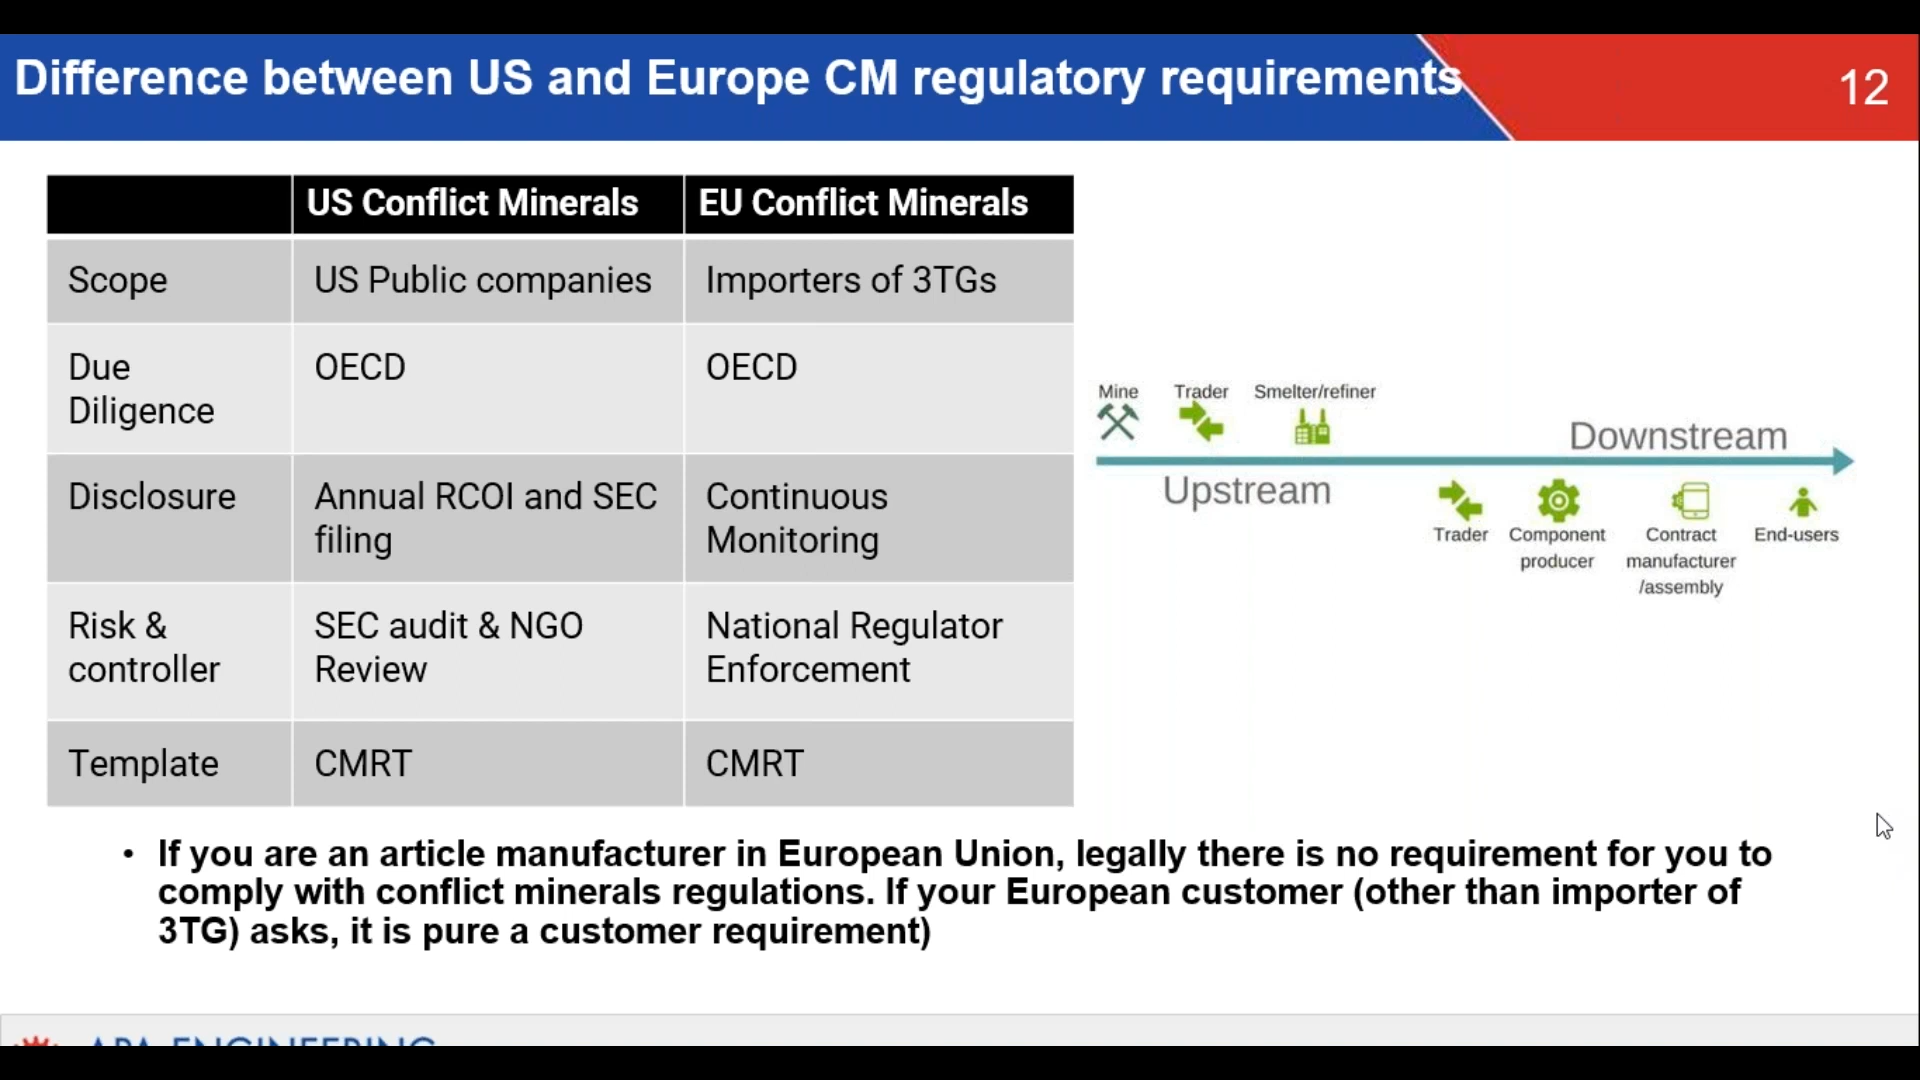 Difference between US and Europe CM regulatory requirements
12
US Conflict Minerals
EU Conflict Minerals
Scope
US Public companies
Importers of 3TGs
Due
Diligence
OECD
OECD
Disclosure
Annual RCOI and SEC
filing
Continuous
Monitoring
Risk &
controller
SEC audit & NGO
Review
National Regulator
Enforcement
Template
CMRT
CMRT
Mine
Trader
Smelter/refiner
Downstream
Upstream
Trader
Component
producer
Contract
manufacturer
/assembly
End-users
• If you are an article manufacturer in European Union, legally there is no requirement for you to
comply with conflict minerals regulations. If your European customer (other than importer of
3TG) asks, it is pure a customer requirement)
APA ENGINEERING